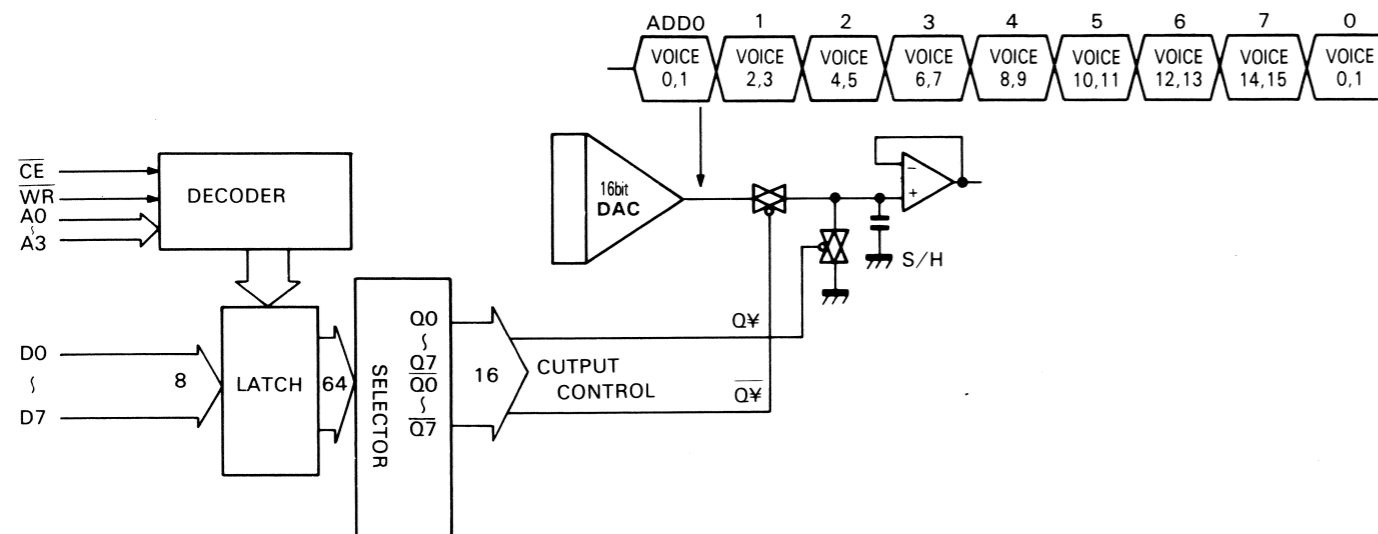 ADD0 1 2 3 4 5 6 7 0
VOICE 0,1
VOICE 2,3
VOICE 4,5
VOICE 6,7
VOICE 8,9
VOICE 10,11
VOICE 12,13
VOICE 14,15
VOICE 0,1
CE
WR
A0
~
A3
DECODER
16bit
DAC
−
+
S/H
D0
~
D7
8
LATCH
64
SELECTOR
Q0
~
Q7
Q0
~
Q7
16
CUTPUT
CONTROL
Q¥
Q¥